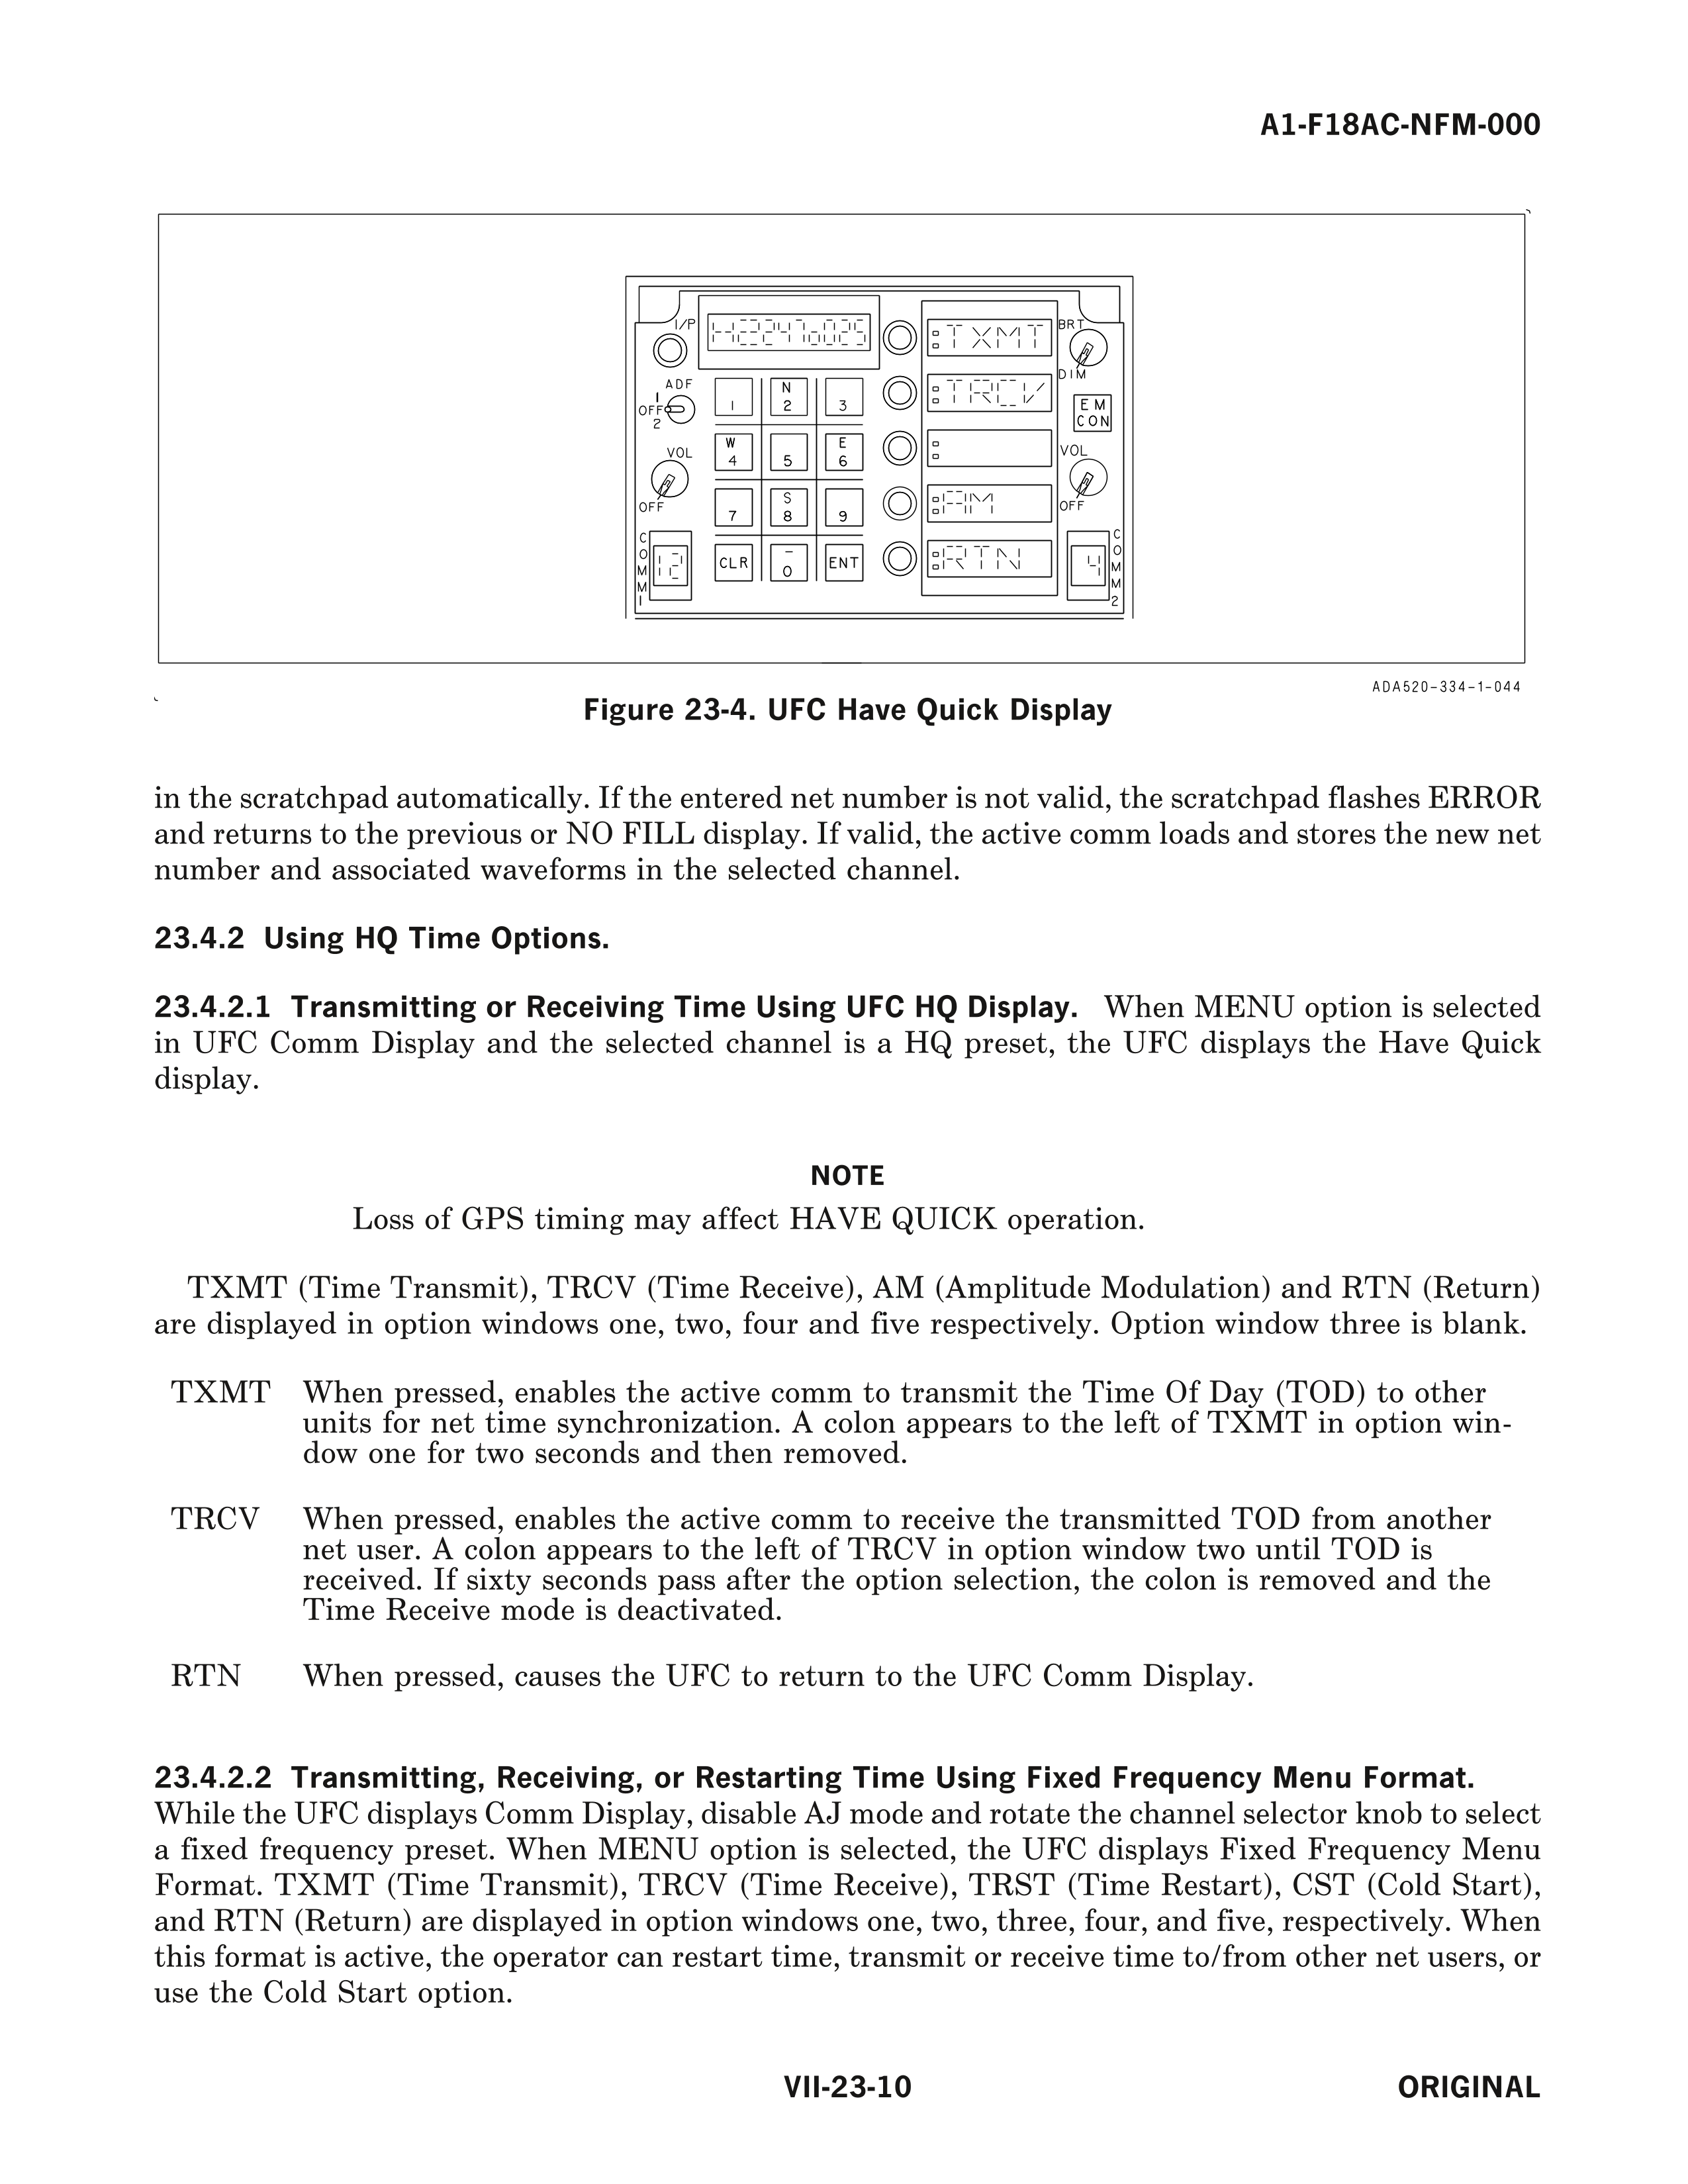 A1-F18AC-NFM-000
I/P
ADF
1
OFF
2
VOL
OFF
COMM1
12
1
N
2
3
W
4
5
E
6
7
S
8
9
CLR
–
0
ENT
:TXMT
:TRCV
:
:AM
:RTN
BRT
DIM
EM
CON
VOL
OFF
COMM2
4
ADA520-334-1-044
Figure 23-4. UFC Have Quick Display
in the scratchpad automatically. If the entered net number is not valid, the scratchpad flashes ERROR
and returns to the previous or NO FILL display. If valid, the active comm loads and stores the new net
number and associated waveforms in the selected channel.
23.4.2 Using HQ Time Options.
23.4.2.1 Transmitting or Receiving Time Using UFC HQ Display. When MENU option is selected
in UFC Comm Display and the selected channel is a HQ preset, the UFC displays the Have Quick
display.
NOTE
Loss of GPS timing may affect HAVE QUICK operation.
TXMT (Time Transmit), TRCV (Time Receive), AM (Amplitude Modulation) and RTN (Return)
are displayed in option windows one, two, four and five respectively. Option window three is blank.
TXMT When pressed, enables the active comm to transmit the Time Of Day (TOD) to other
units for net time synchronization. A colon appears to the left of TXMT in option win-
dow one for two seconds and then removed.
TRCV When pressed, enables the active comm to receive the transmitted TOD from another
net user. A colon appears to the left of TRCV in option window two until TOD is
received. If sixty seconds pass after the option selection, the colon is removed and the
Time Receive mode is deactivated.
RTN When pressed, causes the UFC to return to the UFC Comm Display.
23.4.2.2 Transmitting, Receiving, or Restarting Time Using Fixed Frequency Menu Format.
While the UFC displays Comm Display, disable AJ mode and rotate the channel selector knob to select
a fixed frequency preset. When MENU option is selected, the UFC displays Fixed Frequency Menu
Format. TXMT (Time Transmit), TRCV (Time Receive), TRST (Time Restart), CST (Cold Start),
and RTN (Return) are displayed in option windows one, two, three, four, and five, respectively. When
this format is active, the operator can restart time, transmit or receive time to/from other net users, or
use the Cold Start option.
VII-23-10
ORIGINAL